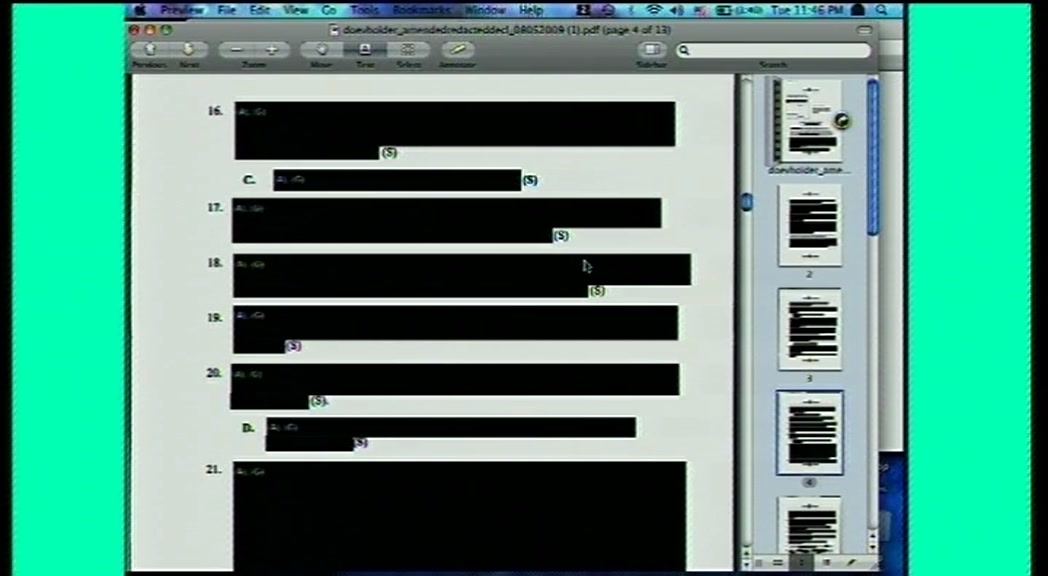 Preview File Edit View Go Tools Bookmarks Window Help Tue 11:46 PM
doevholder_amendedredacteddecl_08052009 (1).pdf (page 4 of 13)
Previous Next Zoom Move Text Select Annotate Sidebar Search
16.
(S)
C. (S)
17.
(S)
18.
(S)
19.
(S)
20.
(S).
D.
(S)
21.
doevholder_ame...
2
3
4